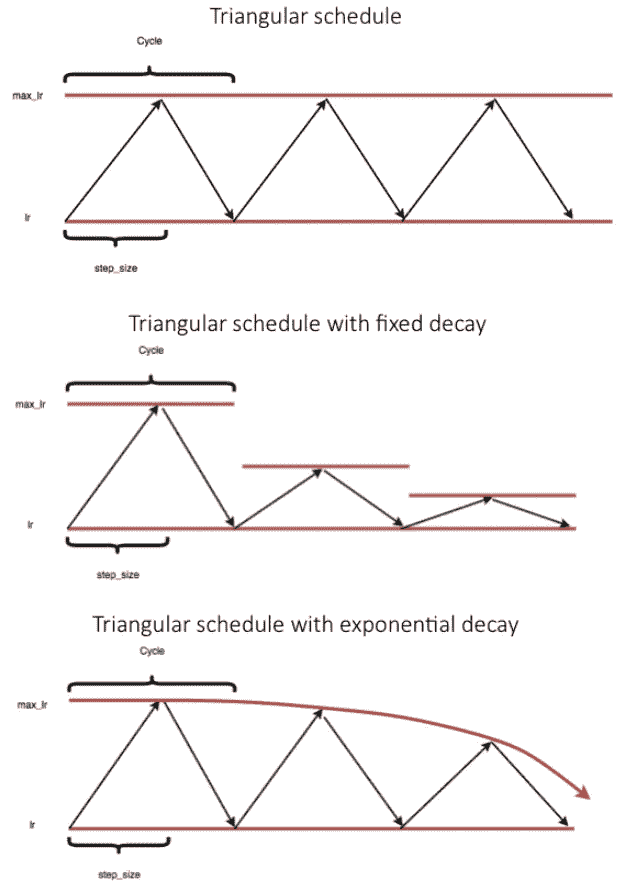 Triangular schedule
Cycle
max_lr
lr
step_size
Triangular schedule with fixed decay
Cycle
max_lr
lr
step_size
Triangular schedule with exponential decay
Cycle
max_lr
lr
step_size